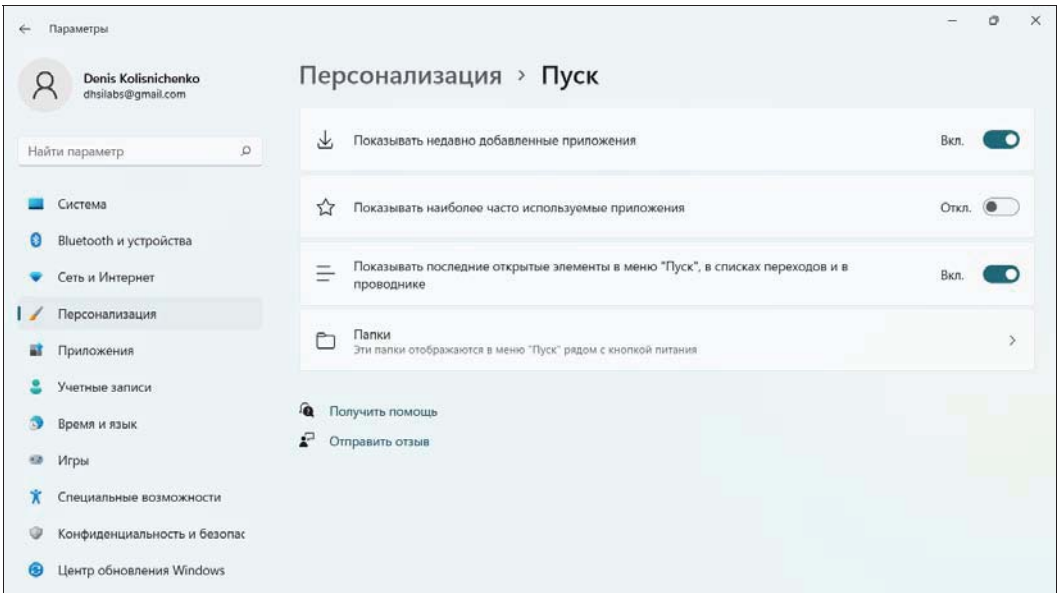 Параметры
Denis Kolisnichenko
dhsilabs@gmail.com
Найти параметр
Система
Bluetooth и устройства
Сеть и Интернет
Персонализация
Приложения
Учетные записи
Время и язык
Игры
Специальные возможности
Конфиденциальность и безопас
Центр обновления Windows
Персонализация > Пуск
Показывать недавно добавленные приложения
Вкл.
Показывать наиболее часто используемые приложения
Откл.
Показывать последние открытые элементы в меню "Пуск", в списках переходов и в
проводнике
Вкл.
Папки
Эти папки отображаются в меню "Пуск" рядом с кнопкой питания
Получить помощь
Отправить отзыв